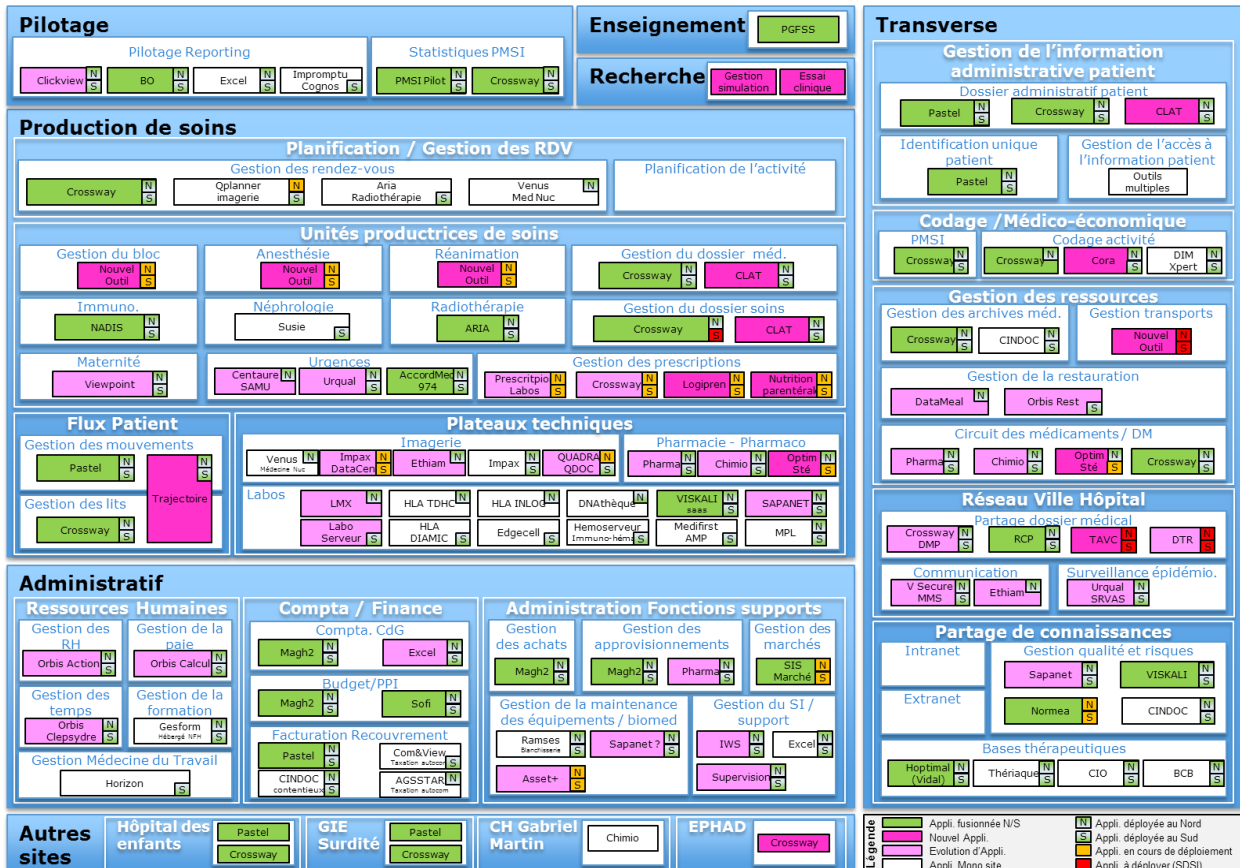 Pilotage
Pilotage Reporting
Clickview N S
BO N S
Excel N S
Impromptu
Cognos N S
Statistiques PMSI
PMSI Pilot N S
Crossway N S
Enseignement
PGFSS
Recherche
Gestion
simulation
Essai
clinique
Production de soins
Planification / Gestion des RDV
Gestion des rendez-vous
Crossway N S
Qplanner
imagerie N S
Aria
Radiothérapie S
Venus
Med Nuc N
Planification de l'activité
Unités productrices de soins
Gestion du bloc
Nouvel
Outil N S
Anesthésie
Nouvel
Outil N S
Réanimation
Nouvel
Outil N S
Gestion du dossier méd.
Crossway N S
CLAT N S
Immuno.
NADIS N S
Néphrologie
Susie S
Radiothérapie
ARIA N S
Gestion du dossier soins
Crossway N S
CLAT N S
Maternité
Viewpoint N S
Urgences
Centaure
SAMU N
Urqual N S
AccordMed
974 N S
Gestion des prescriptions
Prescritpio
Labos N S
Crossway N S
Logipren N S
Nutrition
parentéral N S
Flux Patient
Gestion des mouvements
Pastel N S
Trajectoire N S
Gestion des lits
Crossway N S
Plateaux techniques
Imagerie
Venus N
Médecine Nuc
Impax
DataCen N S
Ethiam N
Impax S
QUADRA
QDOC N S
Pharmacie - Pharmaco
Pharma N S
Chimio N S
Optim
Sté N S
Labos
LMX N
HLA TDHC N
HLA INLOG N
DNAthèque N
VISKALI
saas N S
SAPANET N
Labo
Serveur S
HLA
DIAMIC S
Edgecell S
Hemoserveur
Immuno-héma S
Medifirst
AMP S
MPL N S
Administratif
Ressources Humaines
Gestion des
RH
Orbis Action N S
Gestion de la
paie
Orbis Calcul N S
Gestion des
temps
Orbis
Clepsydre N S
Gestion de la
formation
Gesform N S
Hébergé NFH
Gestion Médecine du Travail
Horizon S
Compta / Finance
Compta. CdG
Magh2 N S
Excel N S
Budget/PPI
Magh2 N S
Sofi N S
Facturation Recouvrement
Pastel N S
Com&View
Taxation autocom S
CINDOC
contentieux N S
AGSSTAR N
Taxation autocom
Administration Fonctions supports
Gestion
des achats
Magh2 N S
Gestion des
approvisionnements
Magh2 N S
Pharma N S
Gestion des
marchés
SIS
Marché N S
Gestion de la maintenance
des équipements / biomed
Ramses N S
Blanchisserie
Sapanet ? N S
Asset+ N S
Gestion du SI /
support
IWS N S
Excel N S
Supervision N S
Autres
sites
Hôpital des
enfants
Pastel
Crossway
GIE
Surdité
Pastel
Crossway
CH Gabriel
Martin
Chimio
EPHAD
Crossway
Transverse
Gestion de l'information
administrative patient
Dossier administratif patient
Pastel N S
Crossway N S
CLAT N S
Identification unique
patient
Pastel N S
Gestion de l'accès à
l'information patient
Outils
multiples
Codage /Médico-économique
PMSI
Crossway N S
Codage activité
Crossway N
Cora N S
DIM
Xpert N S
Gestion des ressources
Gestion des archives méd.
Crossway N S
CINDOC N S
Gestion transports
Nouvel
Outil N S
Gestion de la restauration
DataMeal N
Orbis Rest S
Circuit des médicaments / DM
Pharma N S
Chimio N S
Optim
Sté N S
Crossway N S
Réseau Ville Hôpital
Partage dossier médical
Crossway
DMP N S
RCP N S
TAVC N S
DTR N S
Communication
V Secure
MMS N S
Ethiam N
Surveillance épidémio.
Urqual
SRVAS N S
Partage de connaissances
Intranet
Extranet
Gestion qualité et risques
Sapanet N S
VISKALI N S
Normea N S
CINDOC N S
Bases thérapeutiques
Hoptimal
(Vidal) N S
Thériaque N S
CIO N S
BCB N S
Légende
Appli. fusionnée N/S
Nouvel Appli.
Evolution d'Appli.
Appli. Mono site
N Appli. déployée au Nord
S Appli. déployée au Sud
Appli. en cours de déploiement
Appli. à déployer (SDSI)